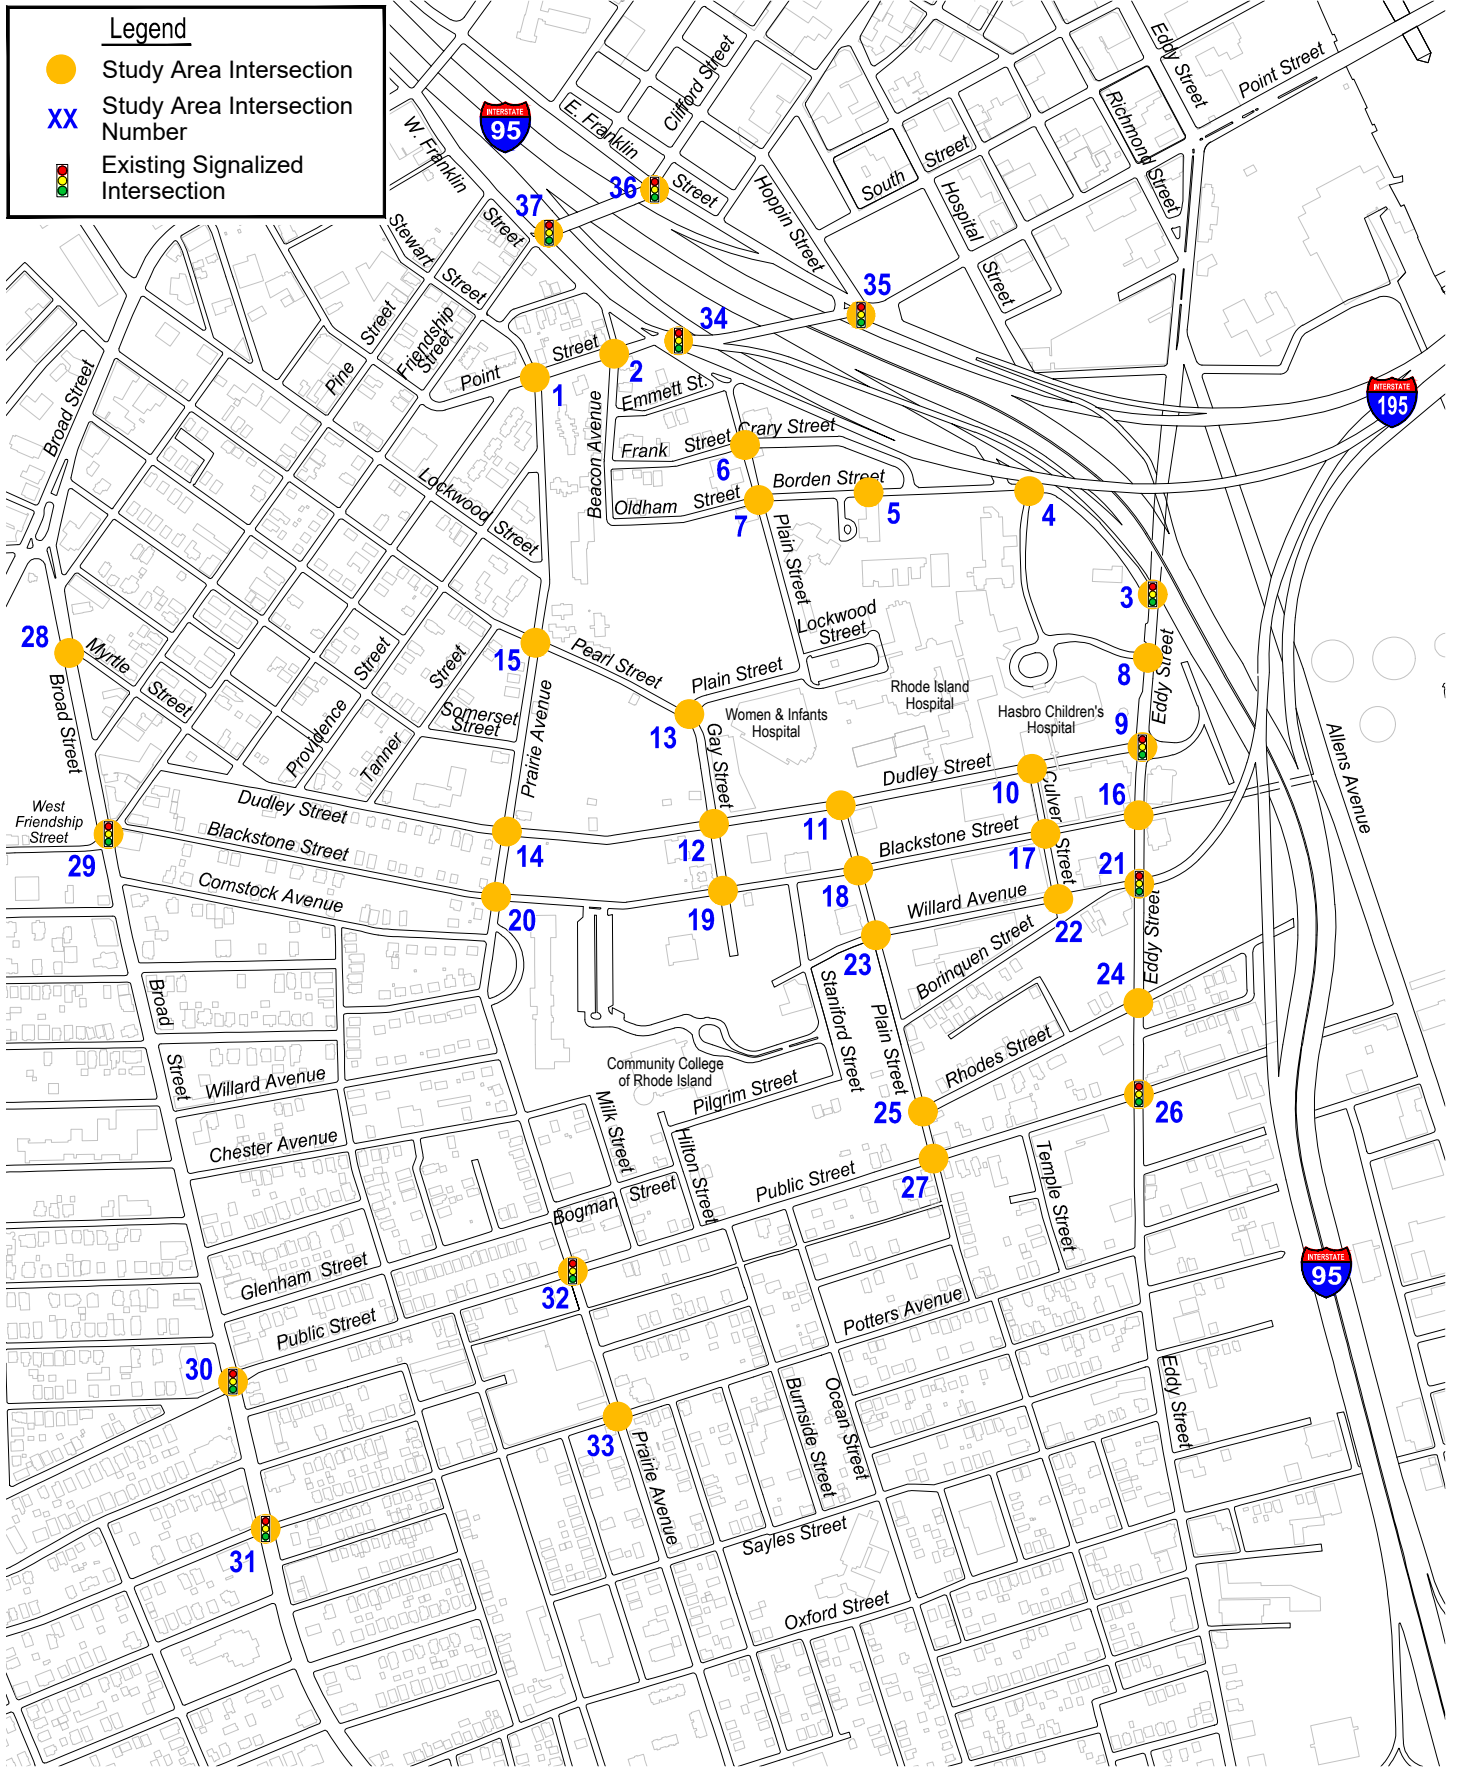 Legend
Study Area Intersection
XX
Study Area Intersection
Number
Existing Signalized
Intersection
INTERSTATE
95
W. Franklin
Street
E. Franklin
Street
Clifford Street
Eddy Street
Point Street
Richmond
Street
South
Street
Hospital
Street
Hoppin Street
36
37
35
34
Stewart
Street
Pine
Street
Friendship
Street
Point
Street
1
2
Emmett St.
Beacon Avenue
Frank
Street
Crary Street
6
Oldham
Street
Borden Street
7
5
4
INTERSTATE
195
Broad Street
Lockwood
Street
Plain Street
3
Lockwood
Street
28
Myrtle
Street
15
Pearl Street
Plain Street
8
Eddy Street
Rhode Island
Hospital
Women & Infants
Hospital
Hasbro Children's
Hospital
9
13
Gay Street
Providence
Street
Tanner
Street
Somerset
Street
Prairie Avenue
Broad Street
Allens Avenue
Dudley Street
10
Culver
Street
16
West
Friendship
Street
29
Dudley Street
Blackstone Street
Comstock Avenue
14
12
11
Blackstone Street
17
21
20
19
18
Willard Avenue
22
23
Borinquen Street
Eddy Street
24
Broad
Street
Staniford Street
Plain Street
Rhodes Street
Community College
of Rhode Island
Willard Avenue
Pilgrim Street
25
26
Chester Avenue
Milk Street
Hilton Street
Bogman
Street
Public Street
27
Temple Street
Glenham Street
Public Street
32
Potters Avenue
INTERSTATE
95
30
Burnside Street
Ocean Street
Eddy Street
33
Prairie Avenue
31
Sayles Street
Oxford Street